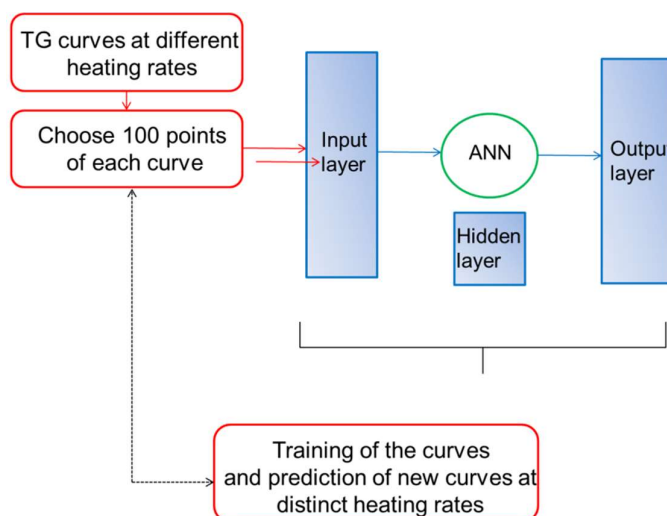 TG curves at different
heating rates
Choose 100 points
of each curve
Input
layer
ANN
Output
layer
Hidden
layer
Training of the curves
and prediction of new curves at
distinct heating rates